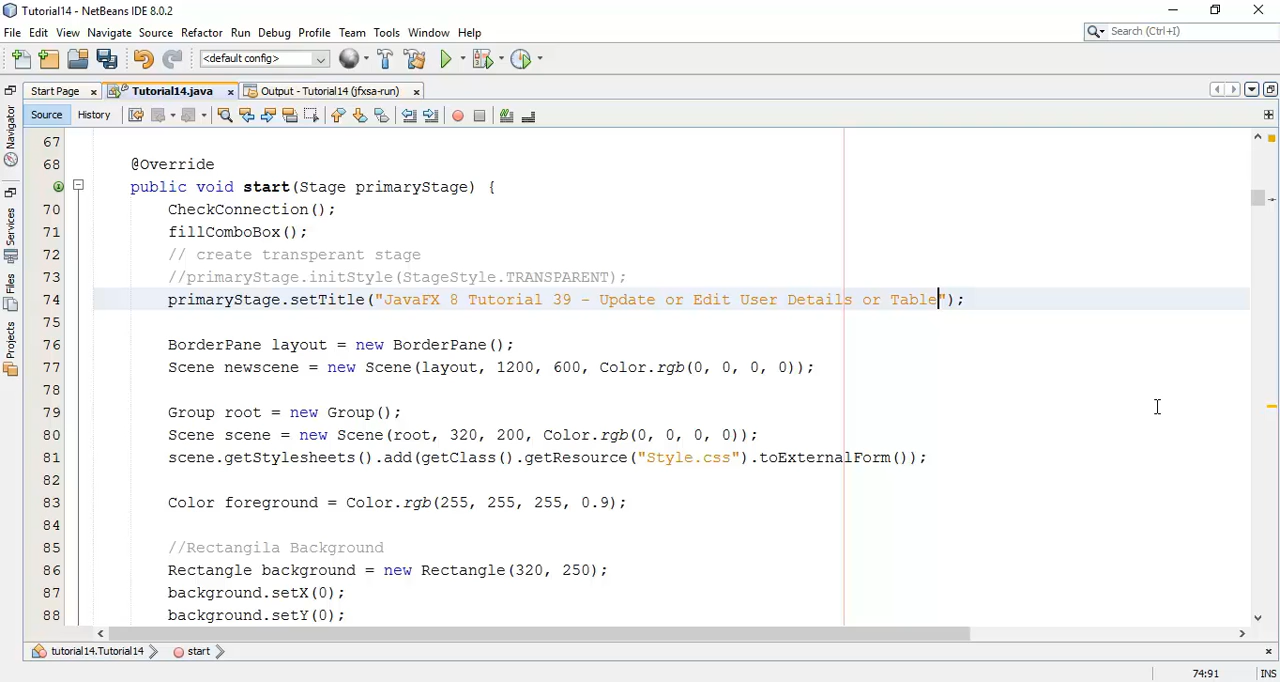 Tutorial14 - NetBeans IDE 8.0.2
File Edit View Navigate Source Refactor Run Debug Profile Team Tools Window Help
Search (Ctrl+I)
<default config>
Start Page Tutorial14.java Output - Tutorial14 (jfxsa-run)
Source History
Navigator
Services
Files
Projects
67
68 @Override
public void start(Stage primaryStage) {
70 CheckConnection();
71 fillComboBox();
72 // create transperant stage
73 //primaryStage.initStyle(StageStyle.TRANSPARENT);
74 primaryStage.setTitle("JavaFX 8 Tutorial 39 - Update or Edit User Details or Table");
75
76 BorderPane layout = new BorderPane();
77 Scene newscene = new Scene(layout, 1200, 600, Color.rgb(0, 0, 0, 0));
78
79 Group root = new Group();
80 Scene scene = new Scene(root, 320, 200, Color.rgb(0, 0, 0, 0));
81 scene.getStylesheets().add(getClass().getResource("Style.css").toExternalForm());
82
83 Color foreground = Color.rgb(255, 255, 255, 0.9);
84
85 //Rectangila Background
86 Rectangle background = new Rectangle(320, 250);
87 background.setX(0);
88 background.setY(0);
tutorial14.Tutorial14 start
74:91 INS